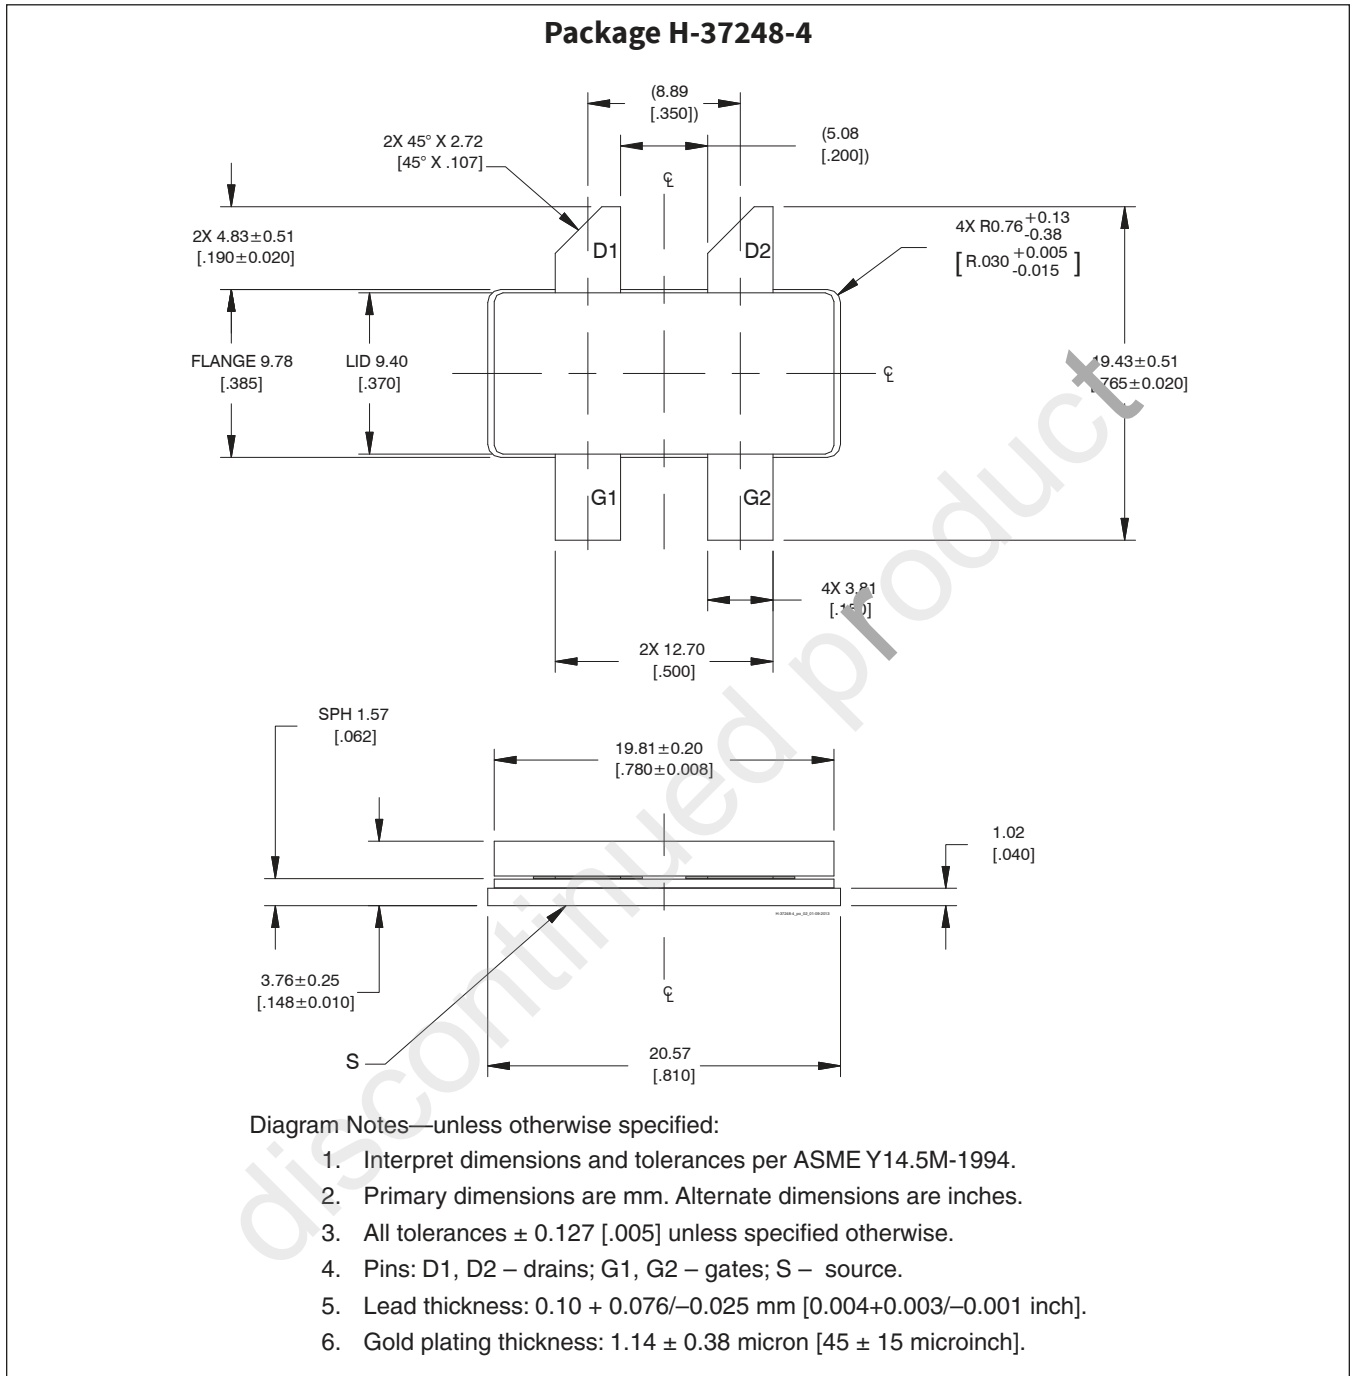 Package H-37248-4
(8.89
[.350])
2X 45° X 2.72
[45° X .107]
(5.08
[.200])
℄
2X 4.83±0.51
[.190±0.020]
D1
D2
4X R0.76 +0.13
-0.38
[ R.030 +0.005
-0.015 ]
FLANGE 9.78
[.385]
LID 9.40
[.370]
℄
19.43±0.51
[.765±0.020]
G1
G2
4X 3.81
2X 12.70
[.500]
SPH 1.57
[.062]
19.81±0.20
[.780±0.008]
1.02
[.040]
3.76±0.25
[.148±0.010]
℄
S
20.57
[.810]
Diagram Notes—unless otherwise specified:
1. Interpret dimensions and tolerances per ASME Y14.5M-1994.
2. Primary dimensions are mm. Alternate dimensions are inches.
3. All tolerances ± 0.127 [.005] unless specified otherwise.
4. Pins: D1, D2 – drains; G1, G2 – gates; S – source.
5. Lead thickness: 0.10 + 0.076/–0.025 mm [0.004+0.003/–0.001 inch].
6. Gold plating thickness: 1.14 ± 0.38 micron [45 ± 15 microinch].
discontinued product